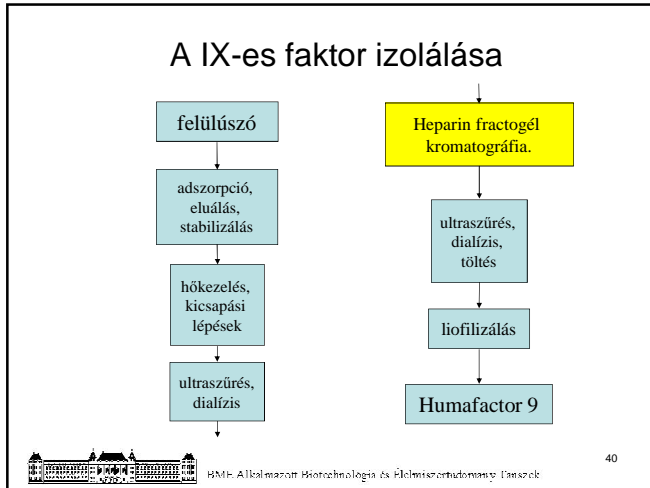 A IX-es faktor izolálása
felülúszó
adszorpció,
eluálás,
stabilizálás
hőkezelés,
kicsapási
lépések
ultraszűrés,
dialízis
Heparin fractogél
kromatográfia.
ultraszűrés,
dialízis,
töltés
liofilizálás
Humafactor 9
40
BME Alkalmazott Biotechnológia és Élelmiszertudomány Tanszék